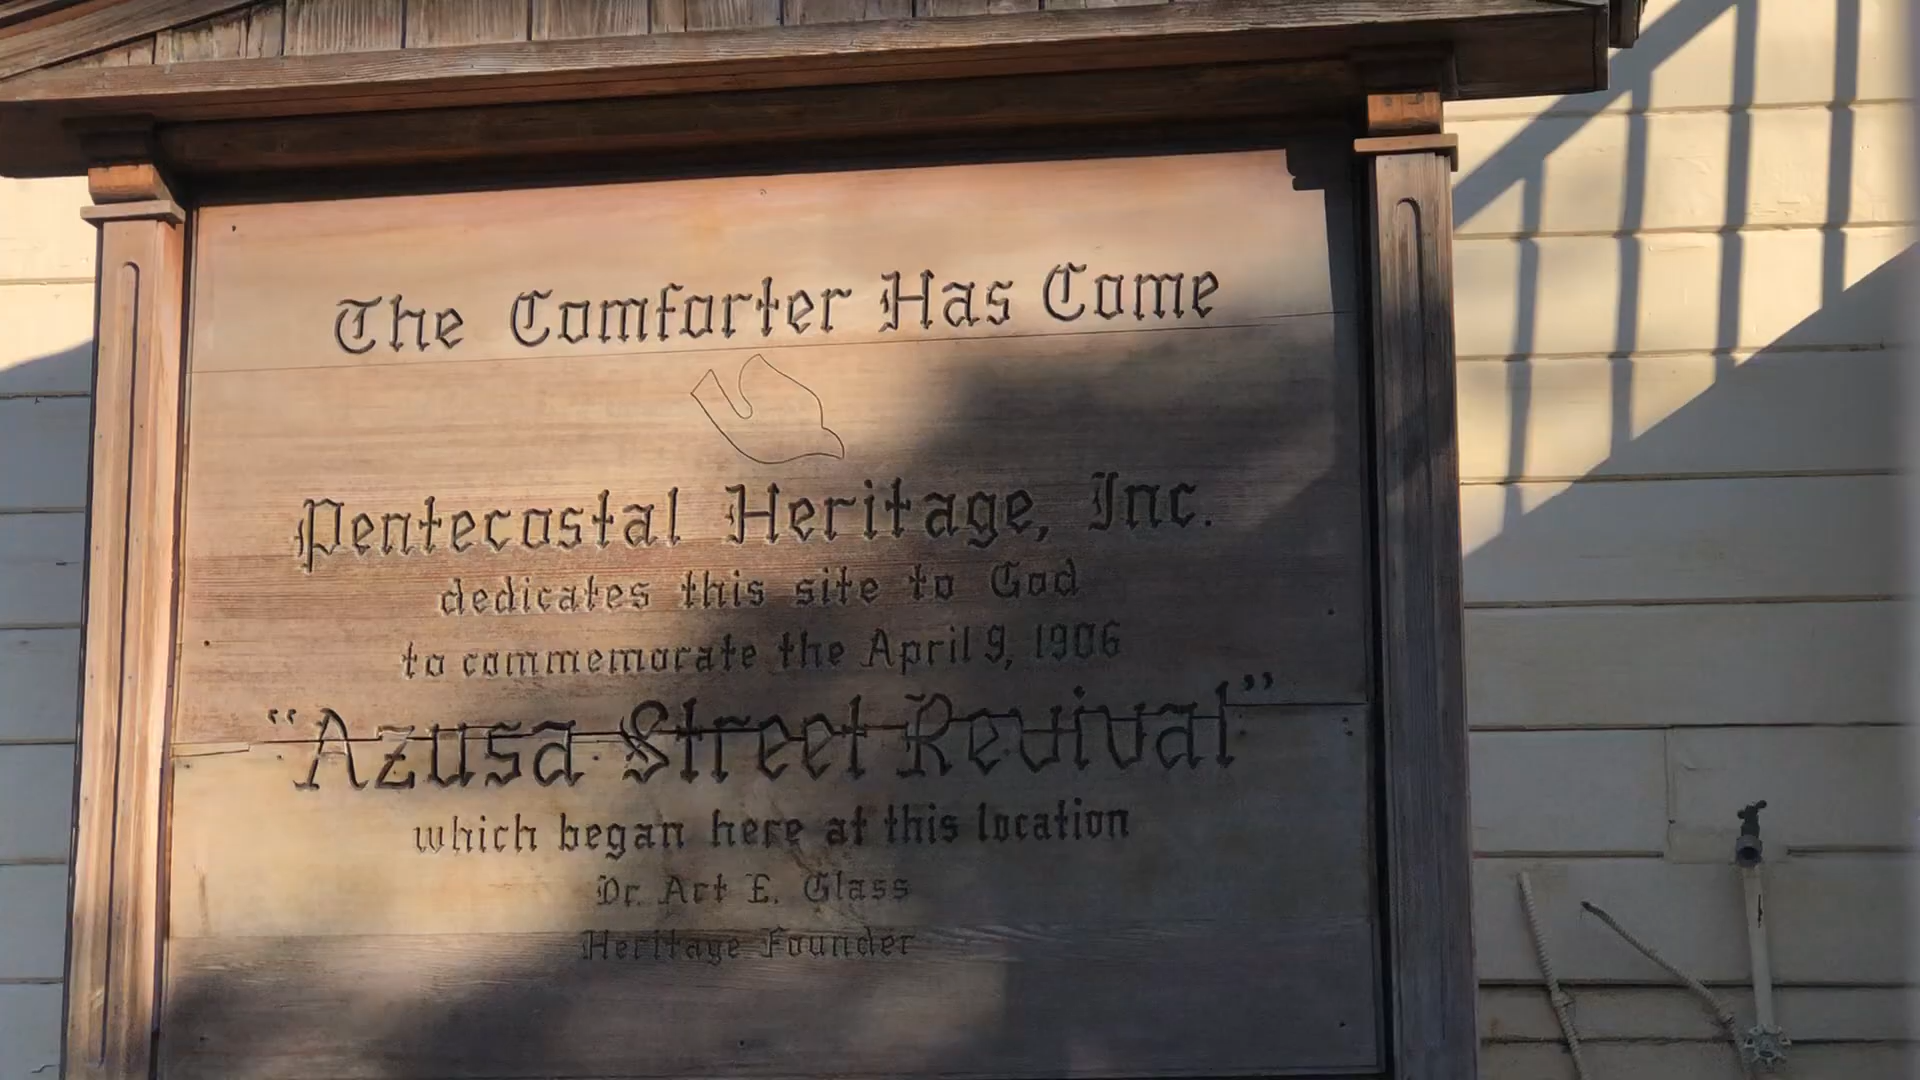 The Comforter Has Come
Pentecostal Heritage, Inc.
dedicates this site to God
to commemorate the April 9, 1906
"Azusa Street Revival"
which began here at this location
Dr. Art E. Glass
Heritage Founder